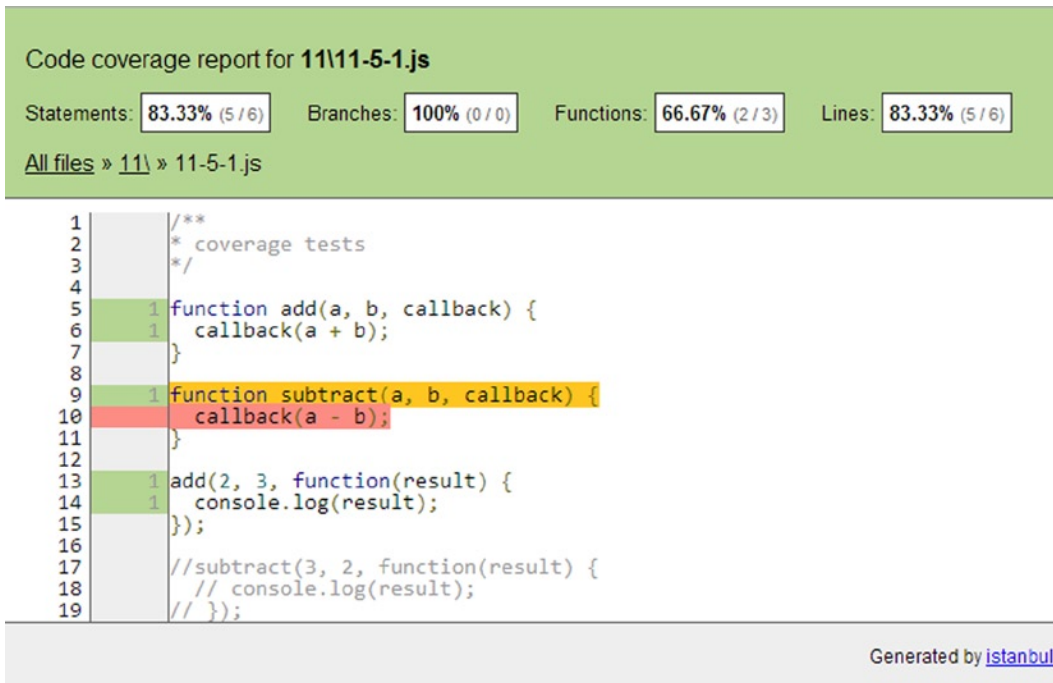 Code coverage report for 11\11-5-1.js
Statements: 83.33% (5 / 6) Branches: 100% (0 / 0) Functions: 66.67% (2 / 3) Lines: 83.33% (5 / 6)
All files » 11\ » 11-5-1.js
1 /**
2 * coverage tests
3 */
4
5 1 function add(a, b, callback) {
6 1 callback(a + b);
7 }
8
9 1 function subtract(a, b, callback) {
10 callback(a - b);
11 }
12
13 1 add(2, 3, function(result) {
14 1 console.log(result);
15 });
16
17 //subtract(3, 2, function(result) {
18 // console.log(result);
19 // });
Generated by istanbul